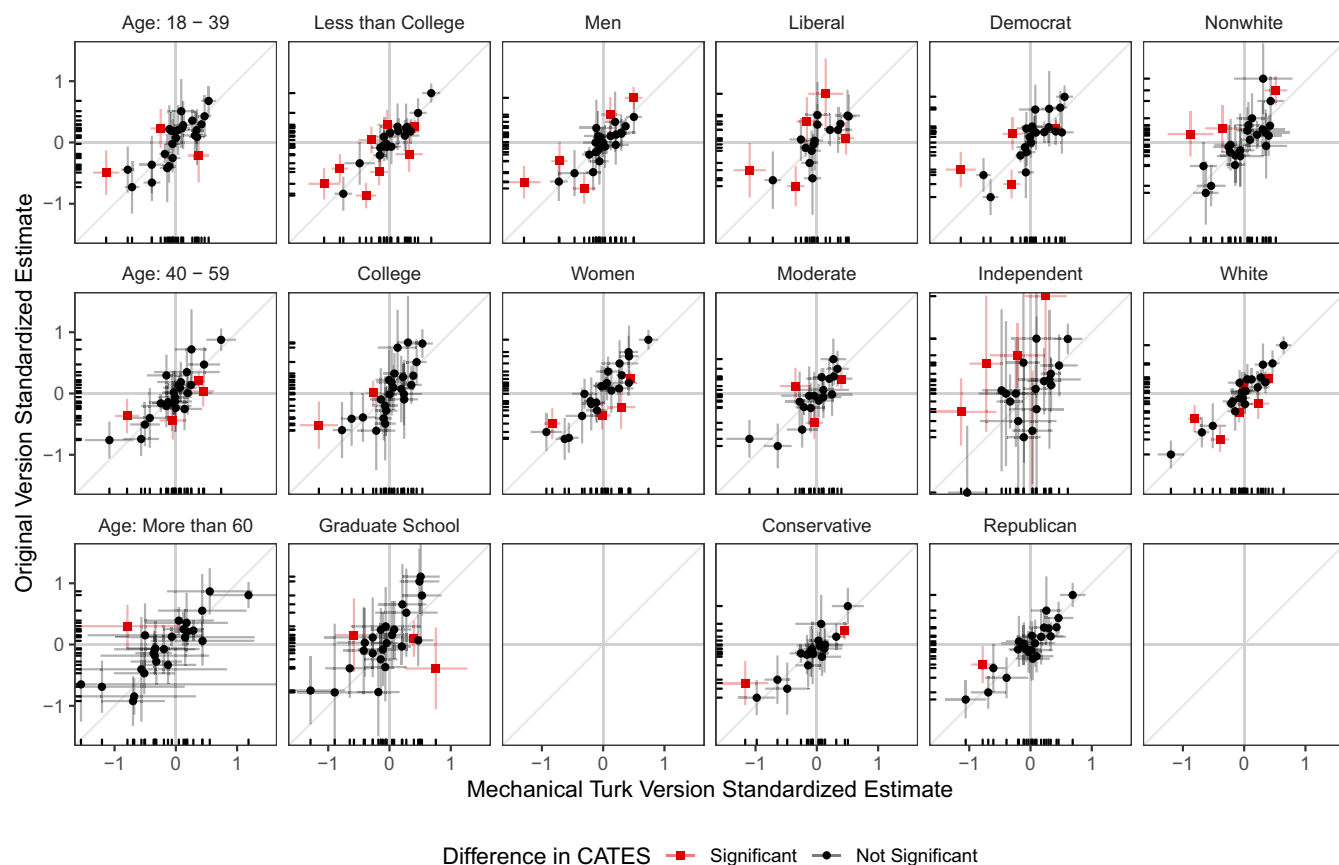 Age: 18 − 39
Less than College
Men
Liberal
Democrat
Nonwhite
1
0
−1
Age: 40 − 59
College
Women
Moderate
Independent
White
1
0
−1
Original Version Standardized Estimate
Age: More than 60
Graduate School
Conservative
Republican
1
0
−1
−1 0 1 −1 0 1 −1 0 1 −1 0 1 −1 0 1 −1 0 1
Mechanical Turk Version Standardized Estimate
Difference in CATES Significant Not Significant